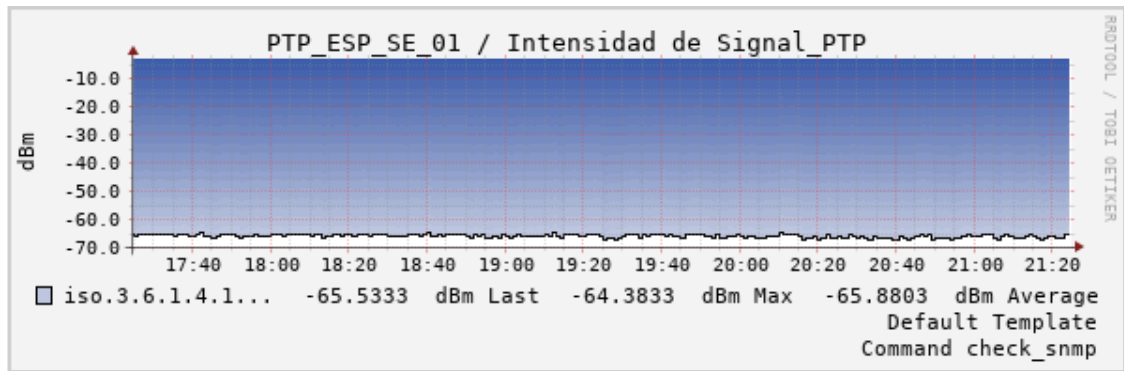 PTP_ESP_SE_01 / Intensidad de Signal_PTP
RRDTOOL / TOBI OETIKER
dBm
-10.0
-20.0
-30.0
-40.0
-50.0
-60.0
-70.0
17:40 18:00 18:20 18:40 19:00 19:20 19:40 20:00 20:20 20:40 21:00 21:20
iso.3.6.1.4.1... -65.5333 dBm Last -64.3833 dBm Max -65.8803 dBm Average
Default Template
Command check_snmp